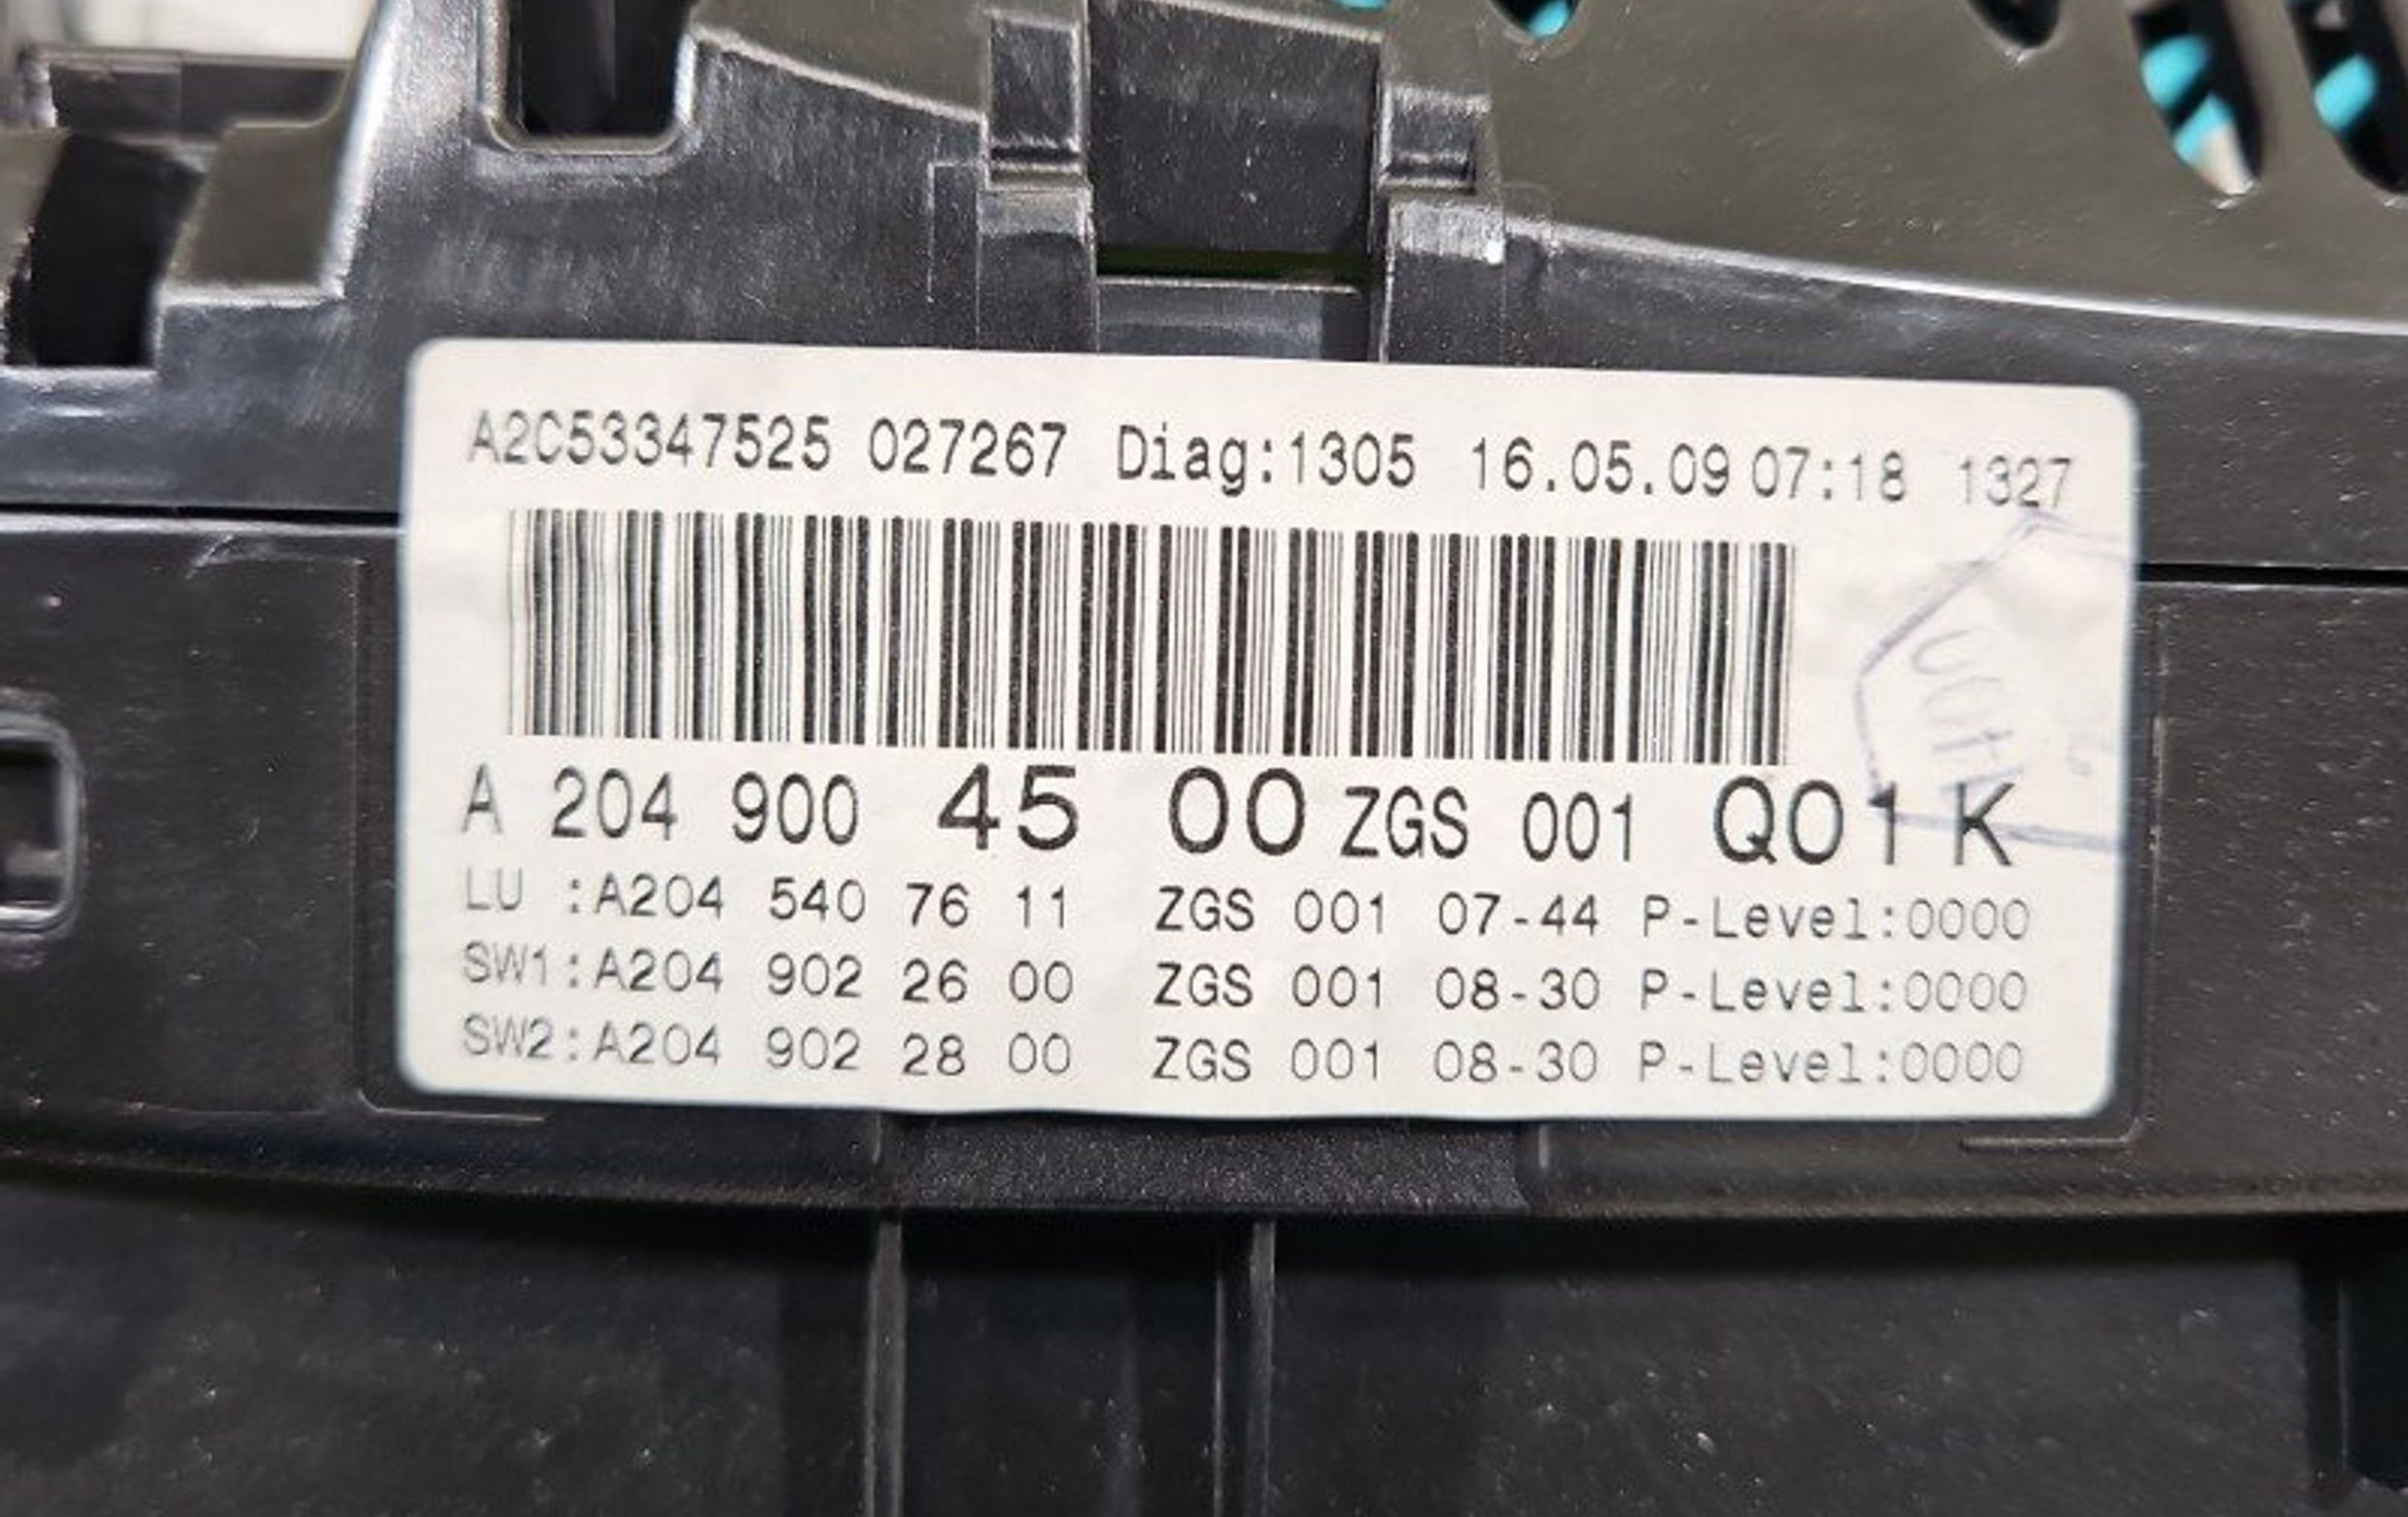 A2C53347525 027267 Diag:1305 16.05.09 07:18 1327
A 204 900 45 00 ZGS 001 Q01 K
LU :A204 540 76 11 ZGS 001 07-44 P-Level:0000
SW1:A204 902 26 00 ZGS 001 08-30 P-Level:0000
SW2:A204 902 28 00 ZGS 001 08-30 P-Level:0000